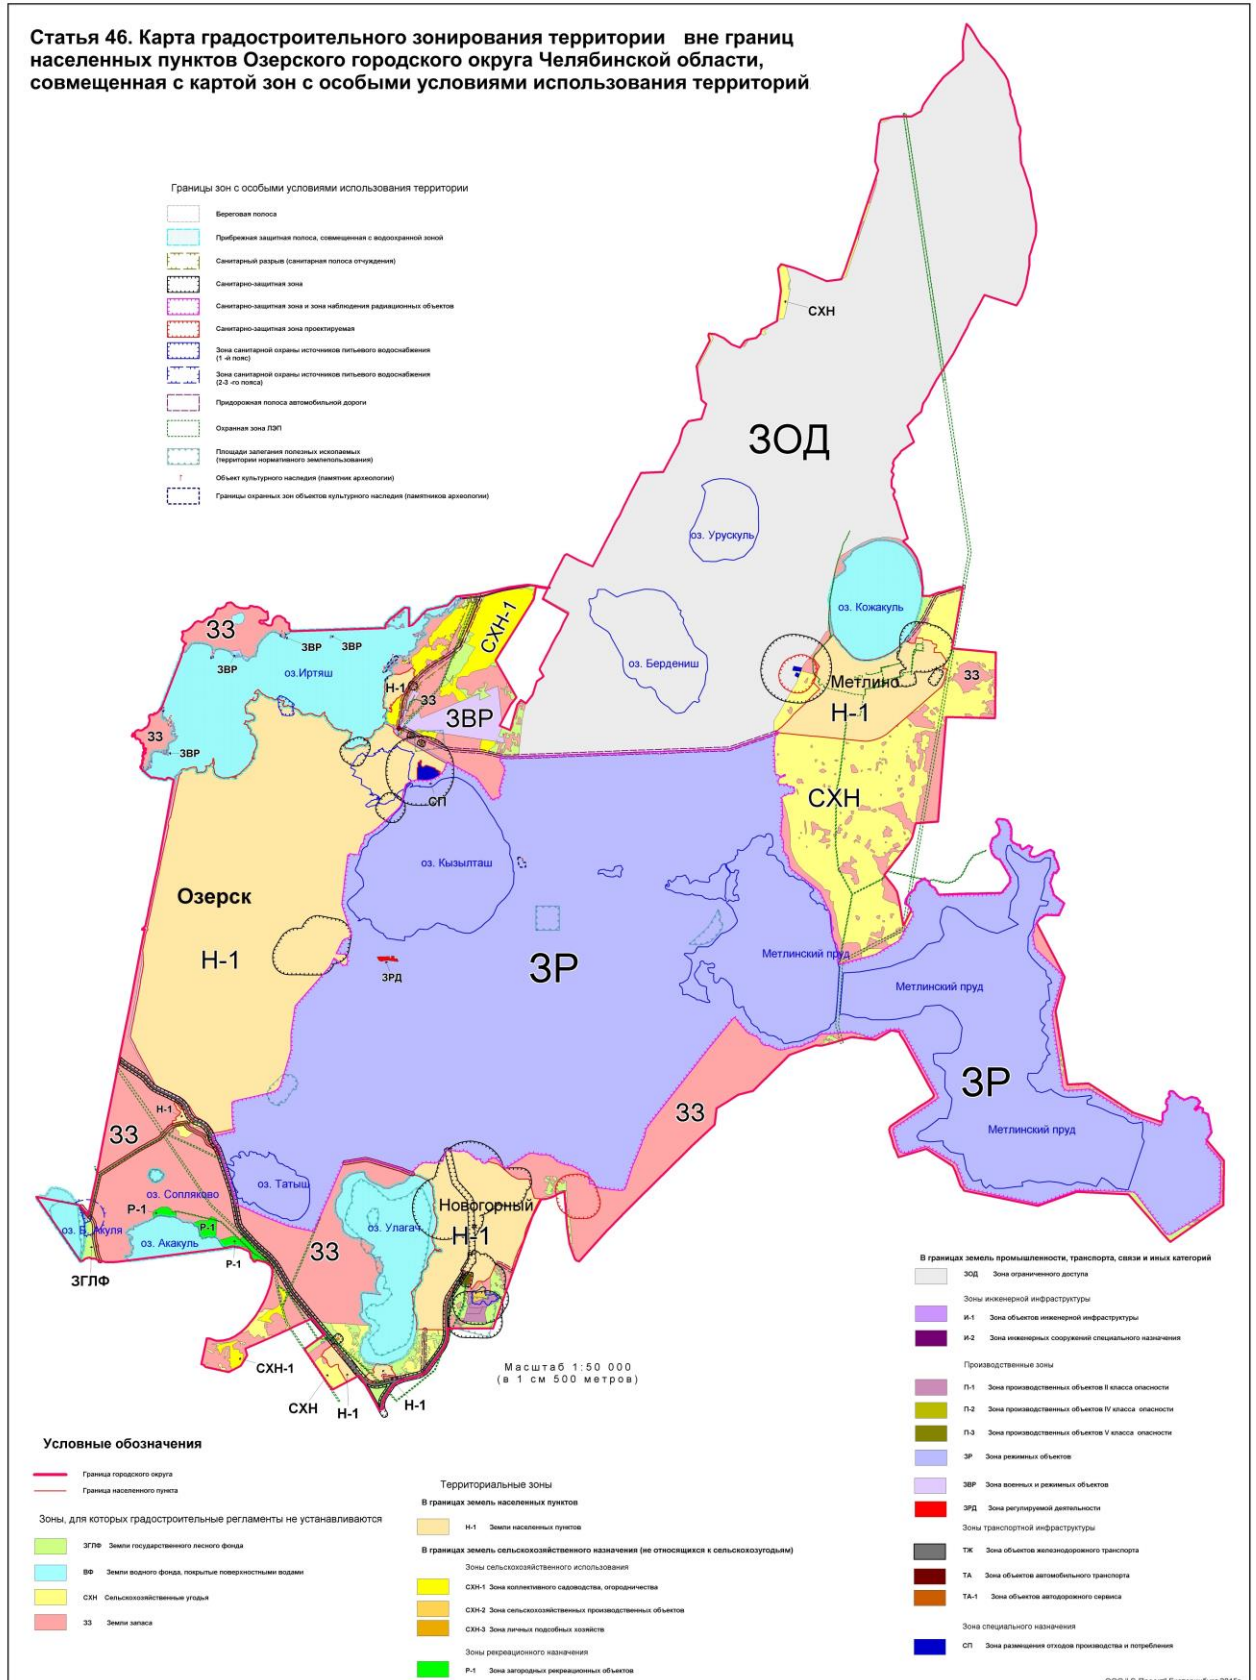 Статья 46. Карта градостроительного зонирования территории вне границ
населенных пунктов Озерского городского округа Челябинской области,
совмещенная с картой зон с особыми условиями использования территорий
Границы зон с особыми условиями использования территории
Береговая полоса
Прибрежная защитная полоса, совмещенная с водоохранной зоной
Санитарный разрыв (санитарная полоса отчуждения)
Санитарно-защитная зона
Санитарно-защитная зона и зона наблюдения радиационных объектов
Санитарно-защитная зона проектируемая
Зона санитарной охраны источников питьевого водоснабжения
(1 -й пояс)
Зона санитарной охраны источников питьевого водоснабжения
(2-3 -го пояса)
Придорожная полоса автомобильной дороги
Охранная зона ЛЭП
Площади залегания полезных ископаемых
(территории нормативного землепользования)
Объект культурного наследия (памятник археологии)
Границы охранных зон объектов культурного наследия (памятников археологии)
СХН
ЗОД
оз. Урускуль
оз. Кожакуль
оз. Бердениш
Метлино
Н-1
ЗЗ
ЗЗ
ЗВР
ЗВР
ЗВР
оз.Иртяш
СХН-1
Н-1
ЗЗ
ЗВР
ЗЗ
ЗВР
СП
СХН
оз. Кызылташ
Озерск
Н-1
ЗРД
ЗР
Метлинский пруд
Метлинский пруд
ЗР
Метлинский пруд
Н-1
ЗЗ
ЗЗ
оз. Татыш
оз. Сопляково
Р-1
Р-1
оз. Б. Акуля
оз. Акакуль
Р-1
ЗГЛФ
ЗЗ
оз. Улагач
Новогорный
Н-1
СХН-1
СХН
Н-1
Н-1
Масштаб 1:50 000
(в 1 см 500 метров)
Условные обозначения
Граница городского округа
Граница населенного пункта
Зоны, для которых градостроительные регламенты не устанавливаются
ЗГЛФ Земли государственного лесного фонда
ВФ Земли водного фонда, покрытые поверхностными водами
СХН Сельскохозяйственные угодья
ЗЗ Земли запаса
Территориальные зоны
В границах земель населенных пунктов
Н-1 Земли населенных пунктов
В границах земель сельскохозяйственного назначения (не относящихся к сельскохозугодьям)
Зоны сельскохозяйственного использования
СХН-1 Зона коллективного садоводства, огородничества
СХН-2 Зона сельскохозяйственных производственных объектов
СХН-3 Зона личных подсобных хозяйств
Зоны рекреационного назначения
Р-1 Зона загородных рекреационных объектов
В границах земель промышленности, транспорта, связи и иных категорий
ЗОД Зона ограниченного доступа
Зоны инженерной инфраструктуры
И-1 Зона объектов инженерной инфраструктуры
И-2 Зона инженерных сооружений специального назначения
Производственные зоны
П-1 Зона производственных объектов II класса опасности
П-2 Зона производственных объектов IV класса опасности
П-3 Зона производственных объектов V класса опасности
ЗР Зона режимных объектов
ЗВР Зона военных и режимных объектов
ЗРД Зона регулируемой деятельности
Зоны транспортной инфраструктуры
ТЖ Зона объектов железнодорожного транспорта
ТА Зона объектов автомобильного транспорта
ТА-1 Зона объектов автодорожного сервиса
Зона специального назначения
СП Зона размещения отходов производства и потребления